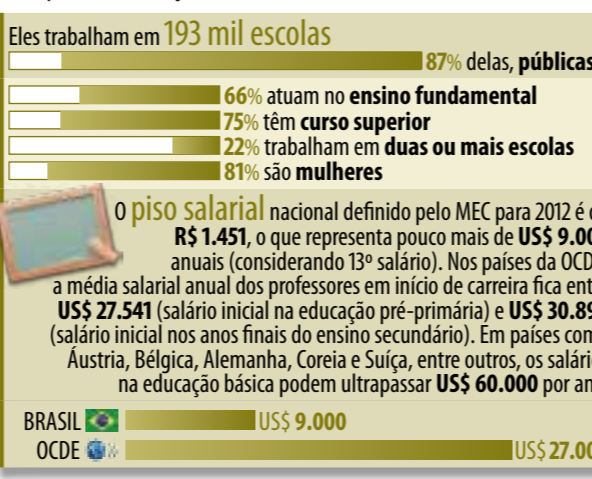 Eles trabalham em 193 mil escolas
87% delas, públicas
66% atuam no ensino fundamental
75% têm curso superior
22% trabalham em duas ou mais escolas
81% são mulheres
O piso salarial nacional definido pelo MEC para 2012 é
R$ 1.451, o que representa pouco mais de US$
anuais (considerando 13º salário). Nos países da
a média salarial anual dos professores em início de carreira fica
US$ 27.541 (salário inicial na educação pré-primária) e US$
(salário inicial nos anos finais do ensino secundário). Em países
Áustria, Bélgica, Alemanha, Coreia e Suíça, entre outros, os
na educação básica podem ultrapassar US$ 60.000 por
BRASIL US$ 9.000
OCDE US$